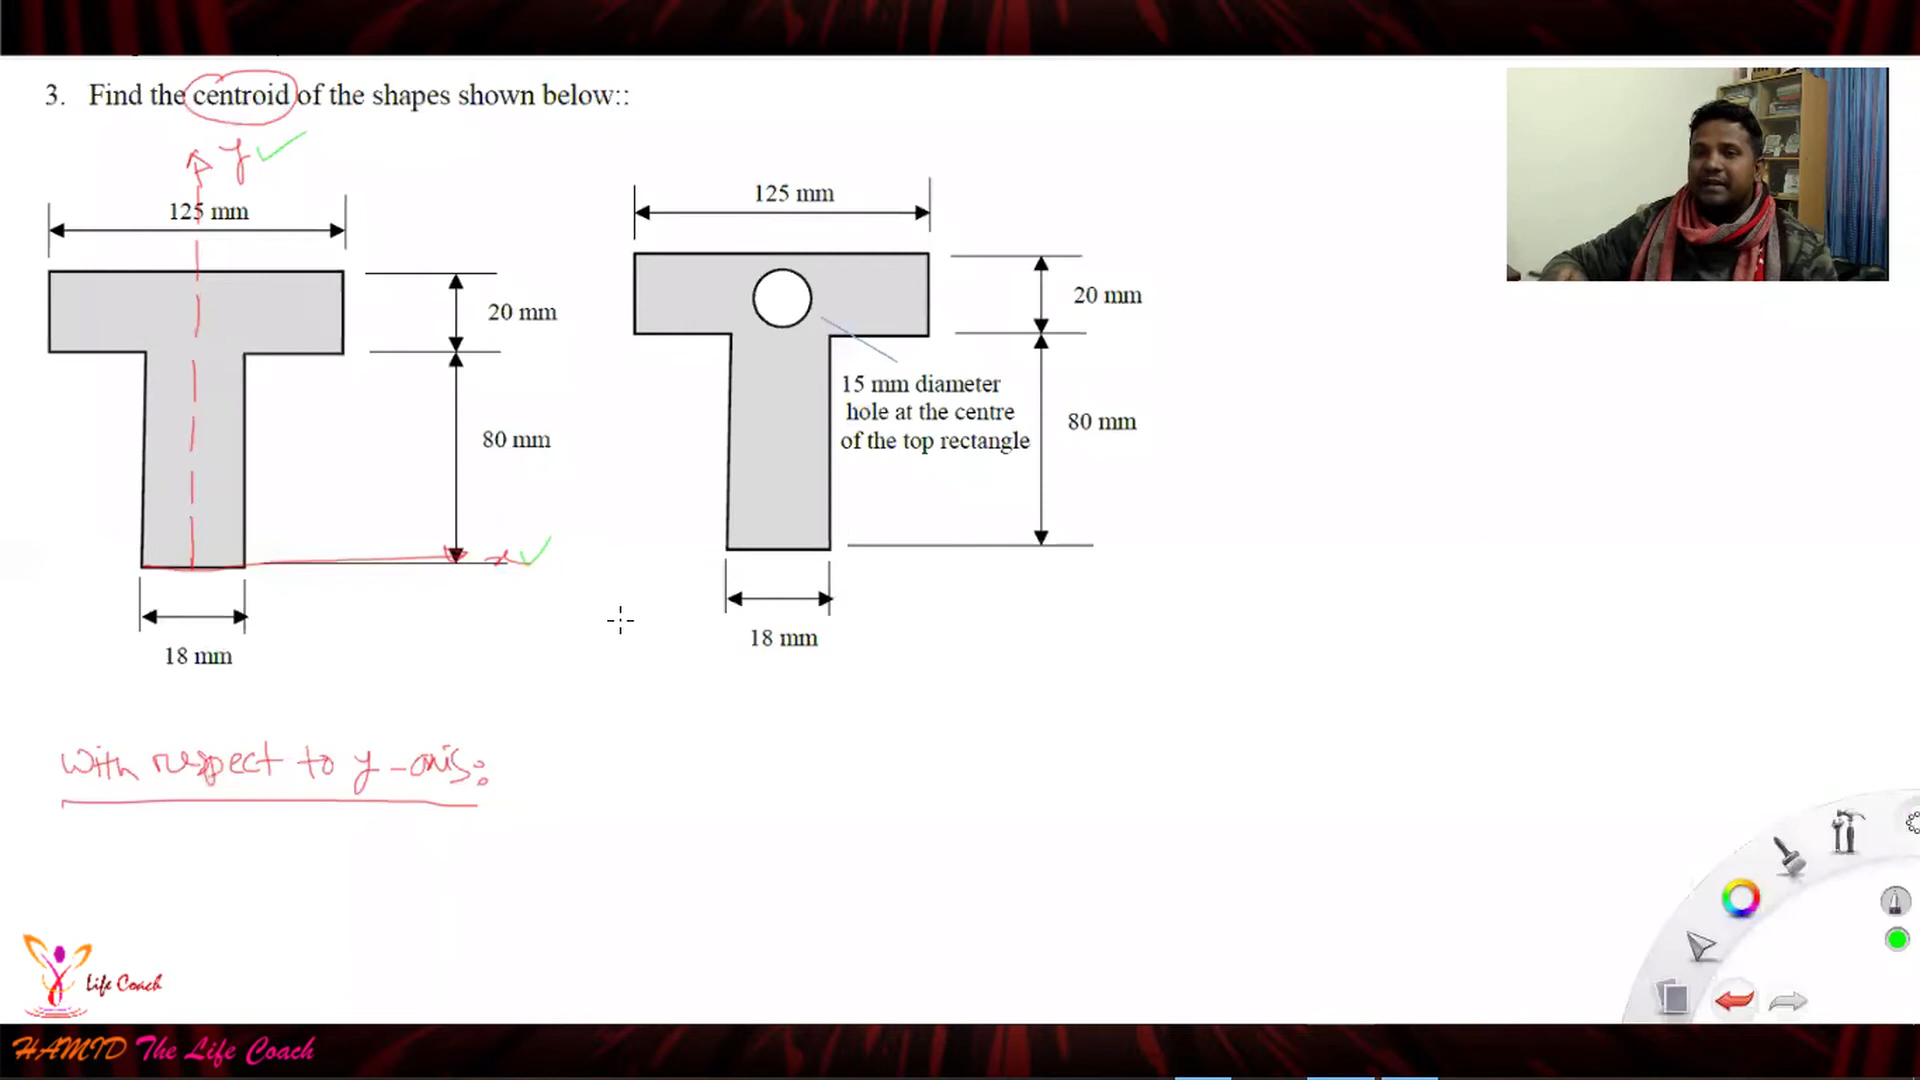 3. Find the centroid of the shapes shown below::
y
125 mm
20 mm
80 mm
x
18 mm
125 mm
20 mm
15 mm diameter
hole at the centre
of the top rectangle
80 mm
18 mm
With respect to y-axis:
Life Coach
HAMID The Life Coach